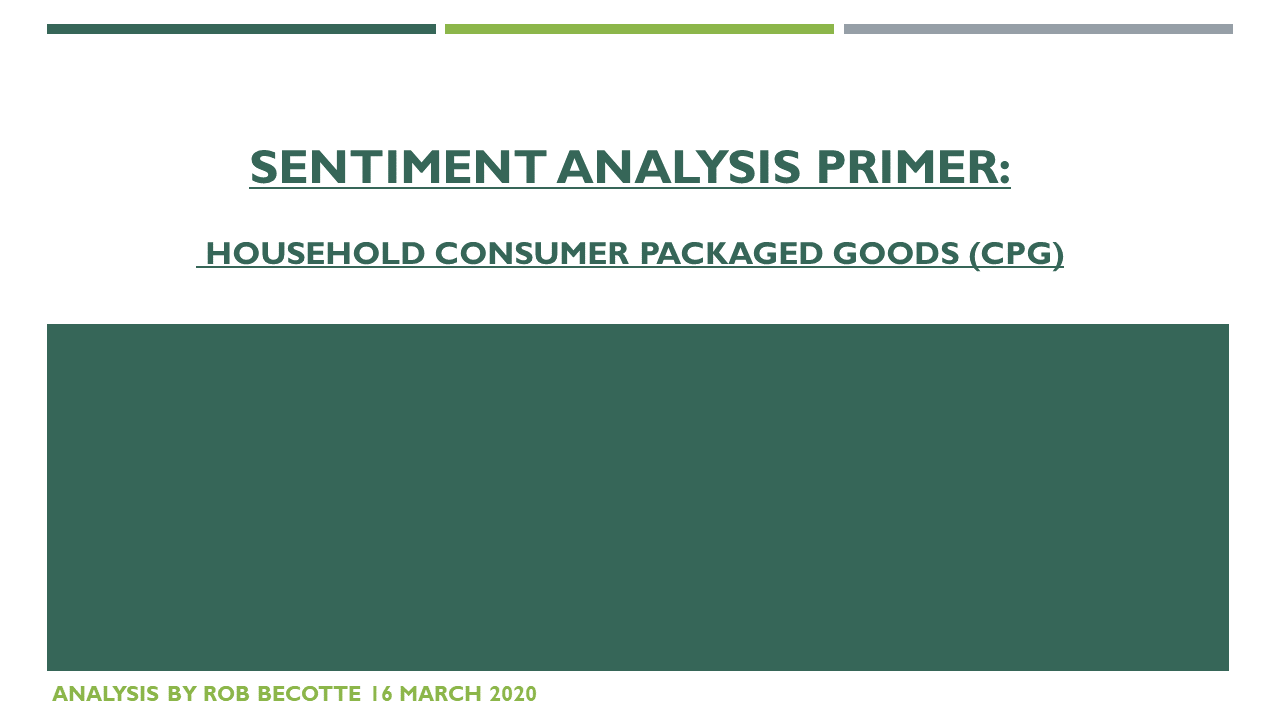 SENTIMENT ANALYSIS PRIMER:
HOUSEHOLD CONSUMER PACKAGED GOODS (CPG)
ANALYSIS BY ROB BECOTTE 16 MARCH 2020